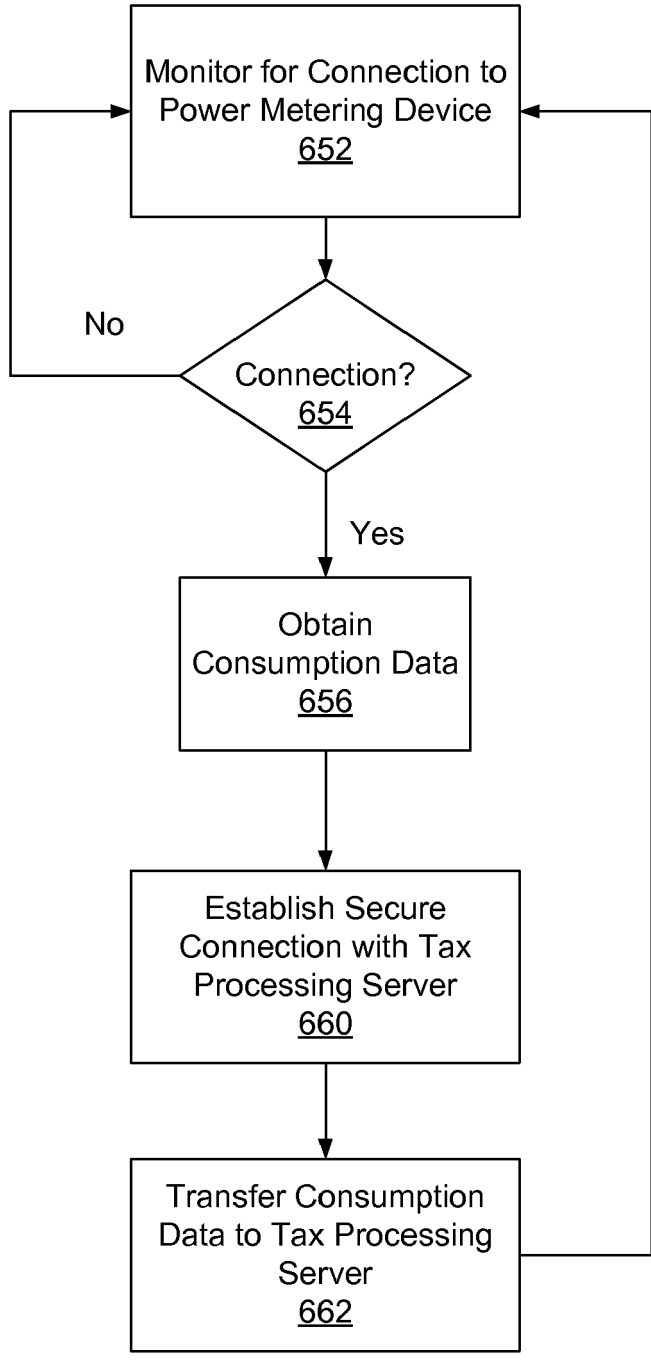 Monitor for Connection to
Power Metering Device
652
No
Connection?
654
Yes
Obtain
Consumption Data
656
Establish Secure
Connection with Tax
Processing Server
660
Transfer Consumption
Data to Tax Processing
Server
662